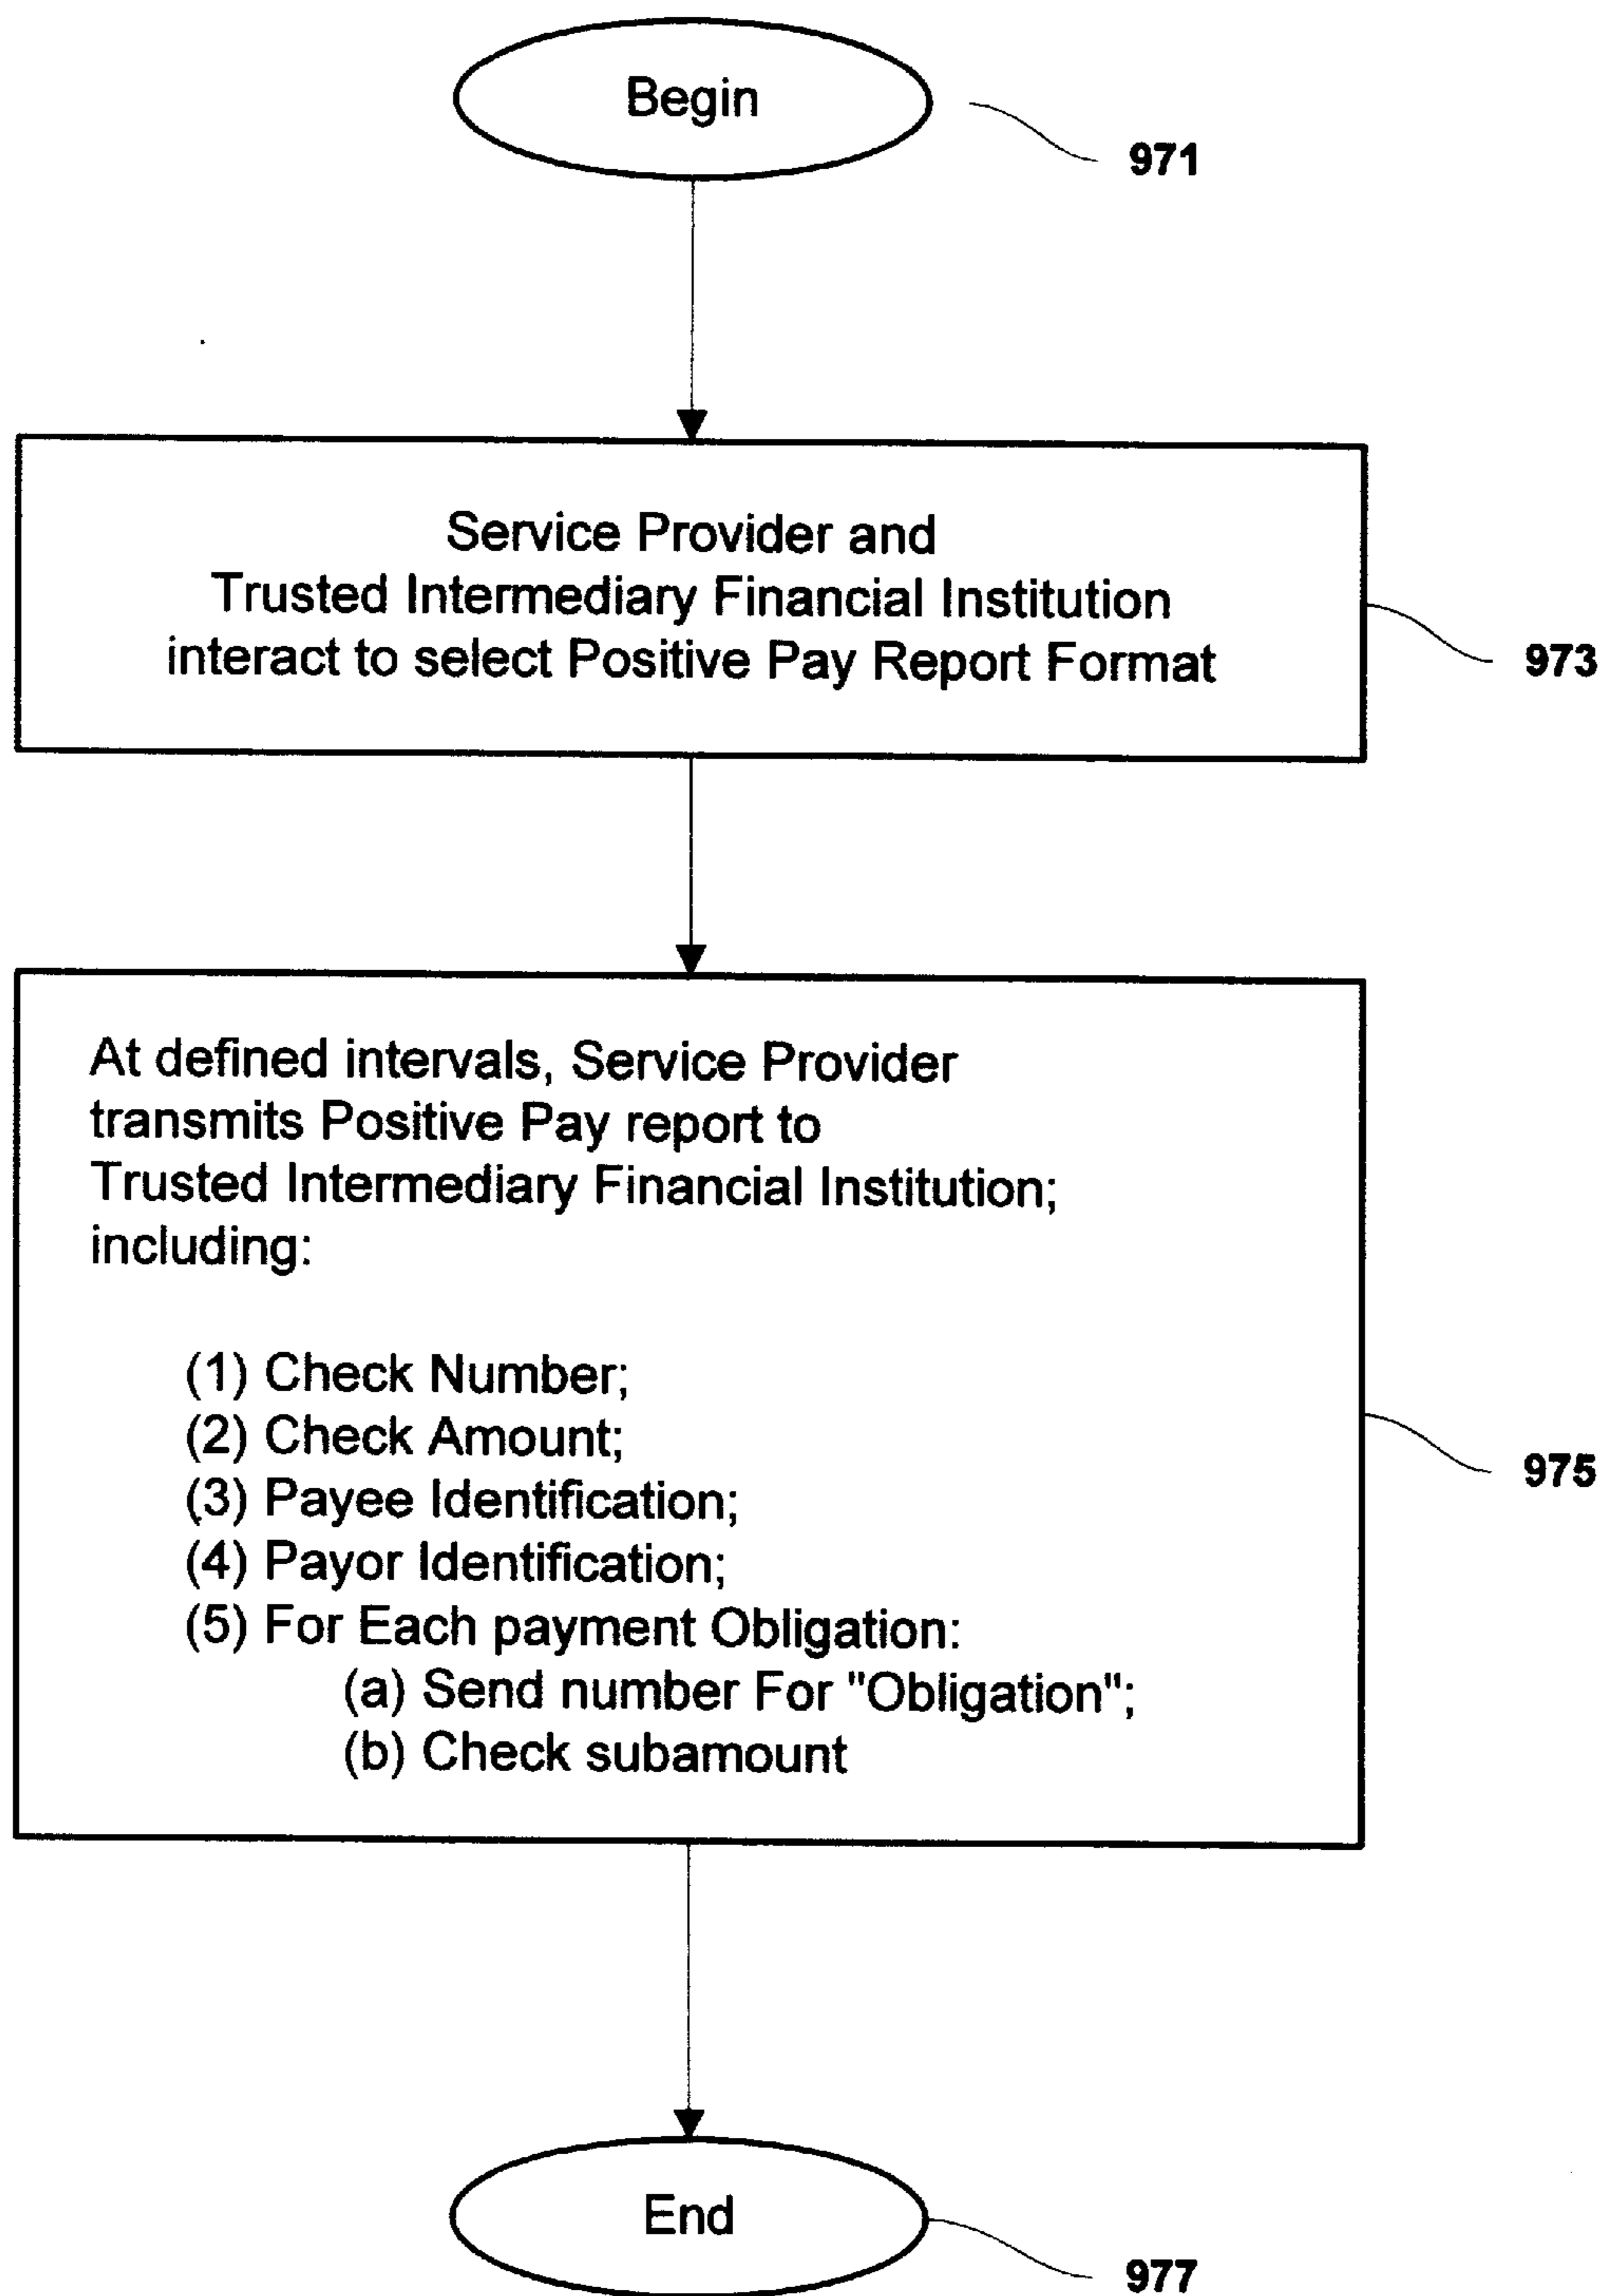 Begin
971
Service Provider and
Trusted Intermediary Financial Institution
interact to select Positive Pay Report Format
973
At defined intervals, Service Provider
transmits Positive Pay report to
Trusted Intermediary Financial Institution;
including:
(1) Check Number;
(2) Check Amount;
(3) Payee Identification;
(4) Payor Identification;
(5) For Each payment Obligation:
(a) Send number For "Obligation";
(b) Check subamount
975
End
977